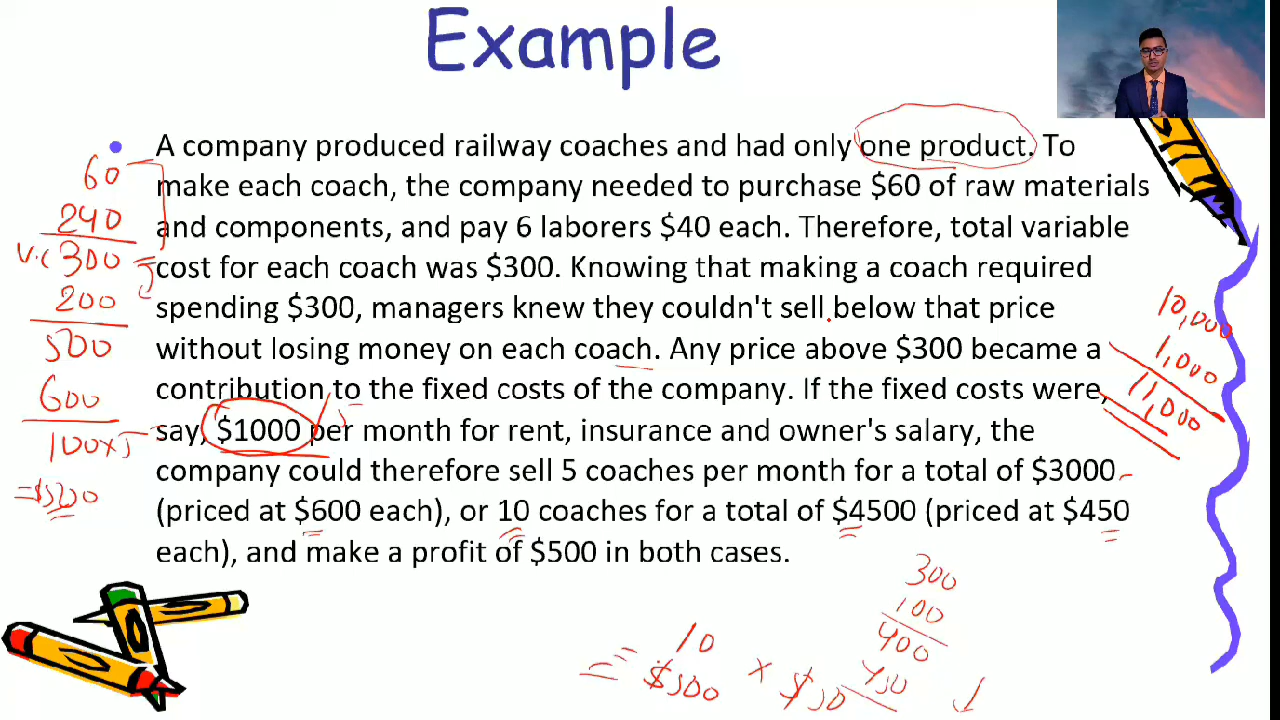 Example
A company produced railway coaches and had only one product. To
make each coach, the company needed to purchase $60 of raw materials
and components, and pay 6 laborers $40 each. Therefore, total variable
cost for each coach was $300. Knowing that making a coach required
spending $300, managers knew they couldn't sell below that price
without losing money on each coach. Any price above $300 became a
contribution to the fixed costs of the company. If the fixed costs were,
say, $1000 per month for rent, insurance and owner's salary, the
company could therefore sell 5 coaches per month for a total of $3000
(priced at $600 each), or 10 coaches for a total of $4500 (priced at $450
each), and make a profit of $500 in both cases.
60
240
V.C 300
200
500
600
100x5
=$500
10,000
1,000
11,000
300
100
400
450
10
= $500 x $50